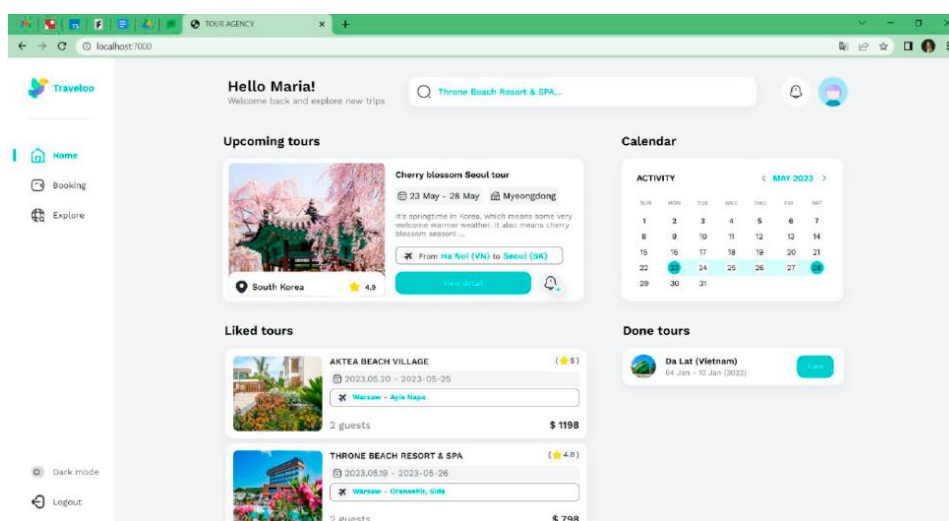 TOUR AGENCY
localhost:7000
Traveloo
Hello Maria!
Welcome back and explore new trips
Throne Beach Resort & SPA...
Home
Booking
Explore
Dark mode
Logout
Upcoming tours
Cherry blossom Seoul tour
23 May - 28 May Myeongdong
It's springtime in Korea, which means some very
welcome warmer weather. It also means cherry
blossom season! ...
From Ha Noi (VN) to Seoul (SK)
South Korea 4.9
View detail
Calendar
ACTIVITY < MAY 2023 >
SUN MON TUE WED THU FRI SAT
1 2 3 4 5 6 7
8 9 10 11 12 13 14
15 16 17 18 19 20 21
22 23 24 25 26 27 28
29 30 31
Liked tours
AKTEA BEACH VILLAGE (5)
2023.05.20 - 2023-05-25
Warsaw - Ayia Napa
2 guests $ 1198
THRONE BEACH RESORT & SPA (4.8)
2023.05.19 - 2023-05-26
Warsaw - Side
2 guests $ 798
Done tours
Da Lat (Vietnam)
04 Jan - 10 Jan (2022)